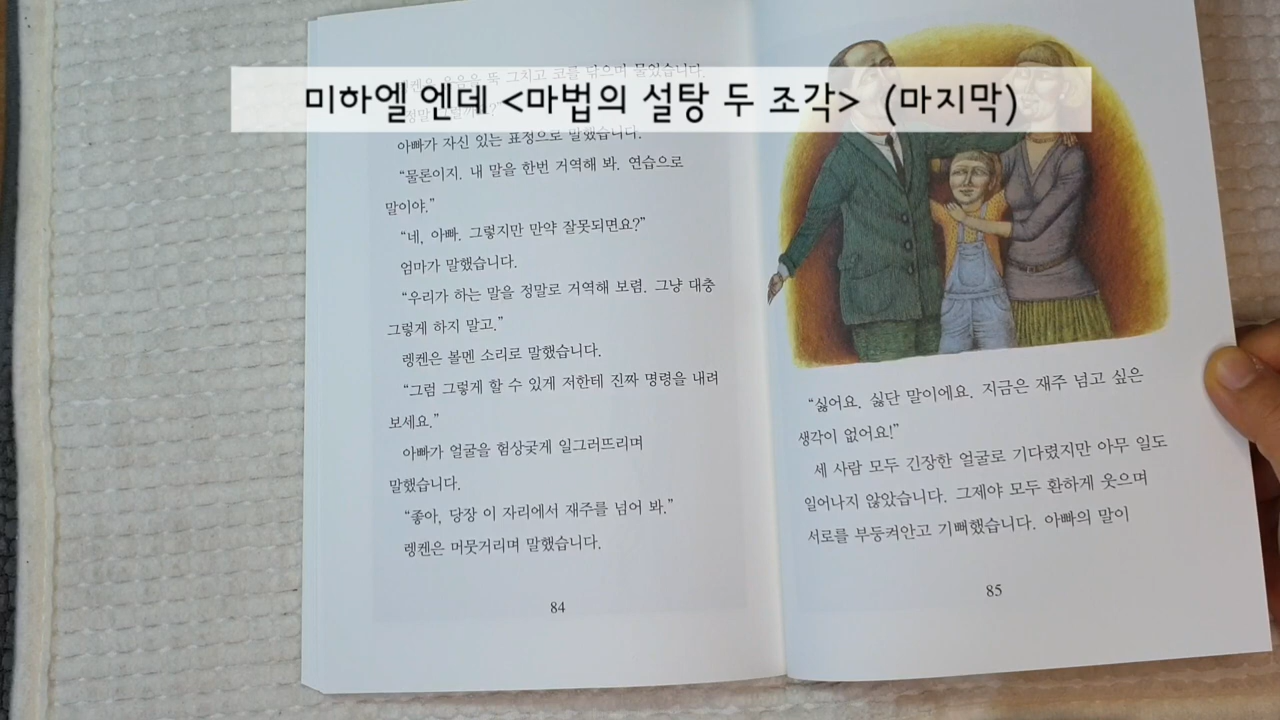 미하엘 엔데 <마법의 설탕 두 조각> (마지막)
뚝 그치고 코를 닦으며 물었습니다.
아빠가 자신 있는 표정으로 말했습니다.
“물론이지. 내 말을 한번 거역해 봐. 연습으로
말이야.”
“네, 아빠. 그렇지만 만약 잘못되면요?”
엄마가 말했습니다.
“우리가 하는 말을 정말로 거역해 보렴. 그냥 대충
그렇게 하지 말고.”
렝켄은 볼멘 소리로 말했습니다.
“그럼 그렇게 할 수 있게 저한테 진짜 명령을 내려
보세요.”
아빠가 얼굴을 험상궂게 일그러뜨리며
말했습니다.
“좋아, 당장 이 자리에서 재주를 넘어 봐.”
렝켄은 머뭇거리며 말했습니다.
84
“싫어요. 싫단 말이에요. 지금은 재주 넘고 싶은
생각이 없어요!”
세 사람 모두 긴장한 얼굴로 기다렸지만 아무 일도
일어나지 않았습니다. 그제야 모두 환하게 웃으며
서로를 부둥켜안고 기뻐했습니다. 아빠의 말이
85